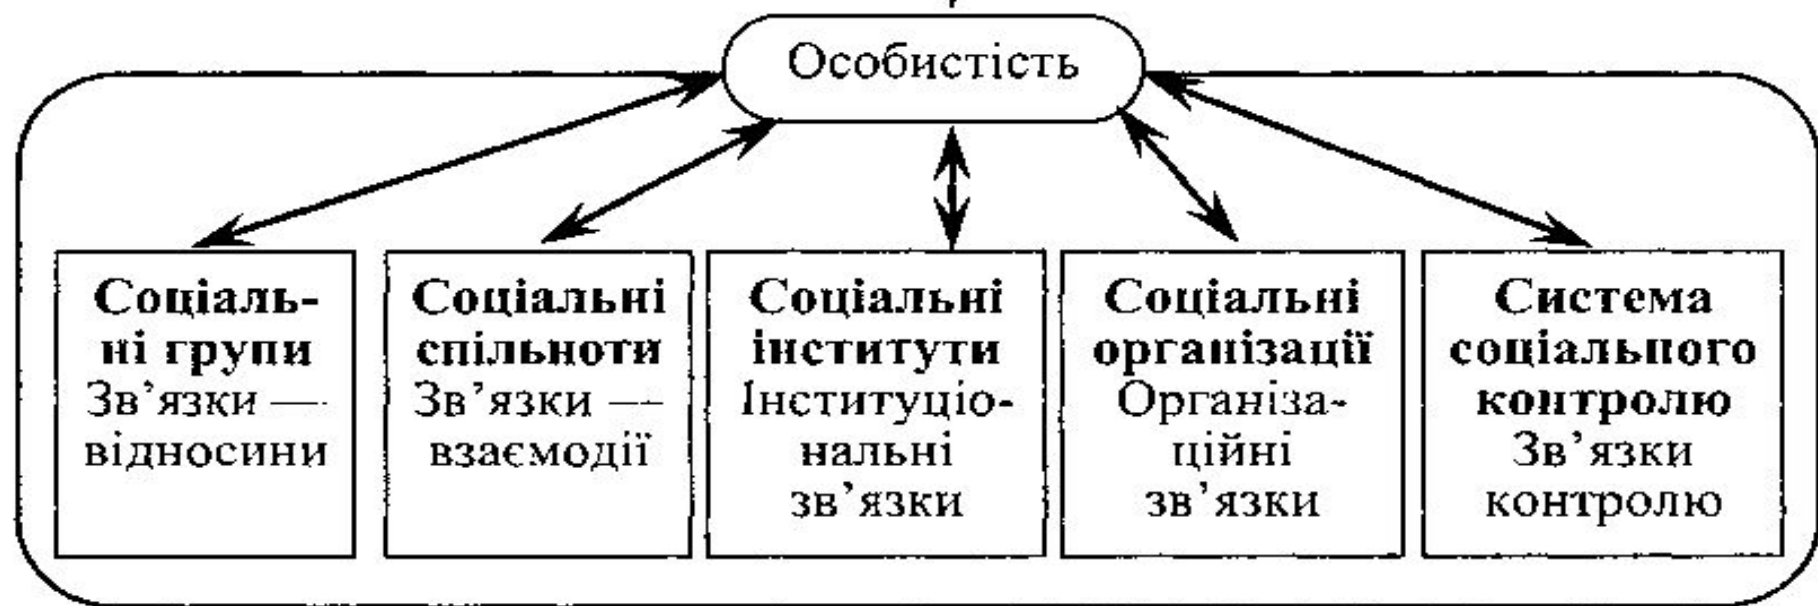 Особистість
Соціаль-
ні групи
Зв’язки —
відносини
Соціальні
спільноти
Зв’язки —
взаємодії
Соціальні
інститути
Інституціо-
нальні
зв’язки
Соціальні
організації
Організа-
ційні
зв’язки
Система
соціального
контролю
Зв’язки
контролю